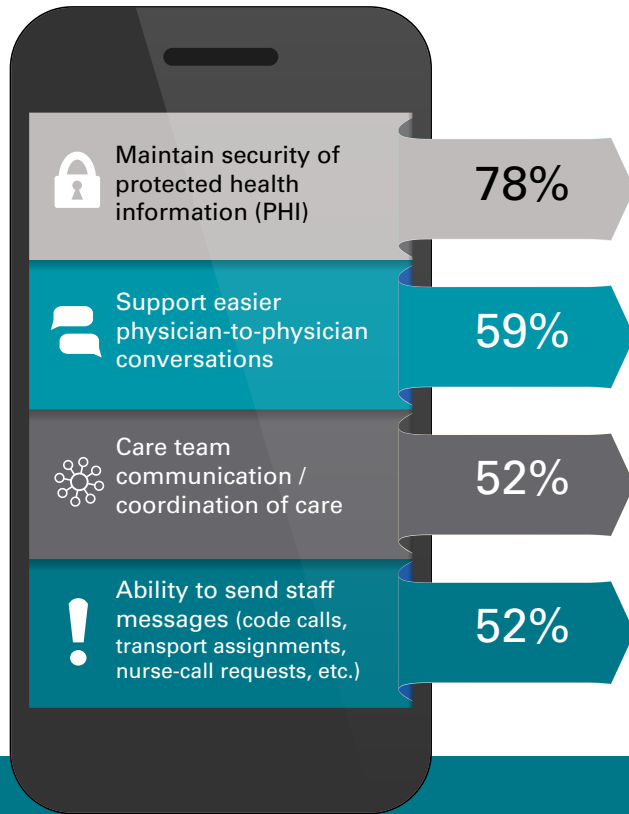 Maintain security of
protected health
information (PHI)
78%
Support easier
physician-to-physician
conversations
59%
Care team
communication /
coordination of care
52%
Ability to send staff
messages (code calls,
transport assignments,
nurse-call requests, etc.)
52%